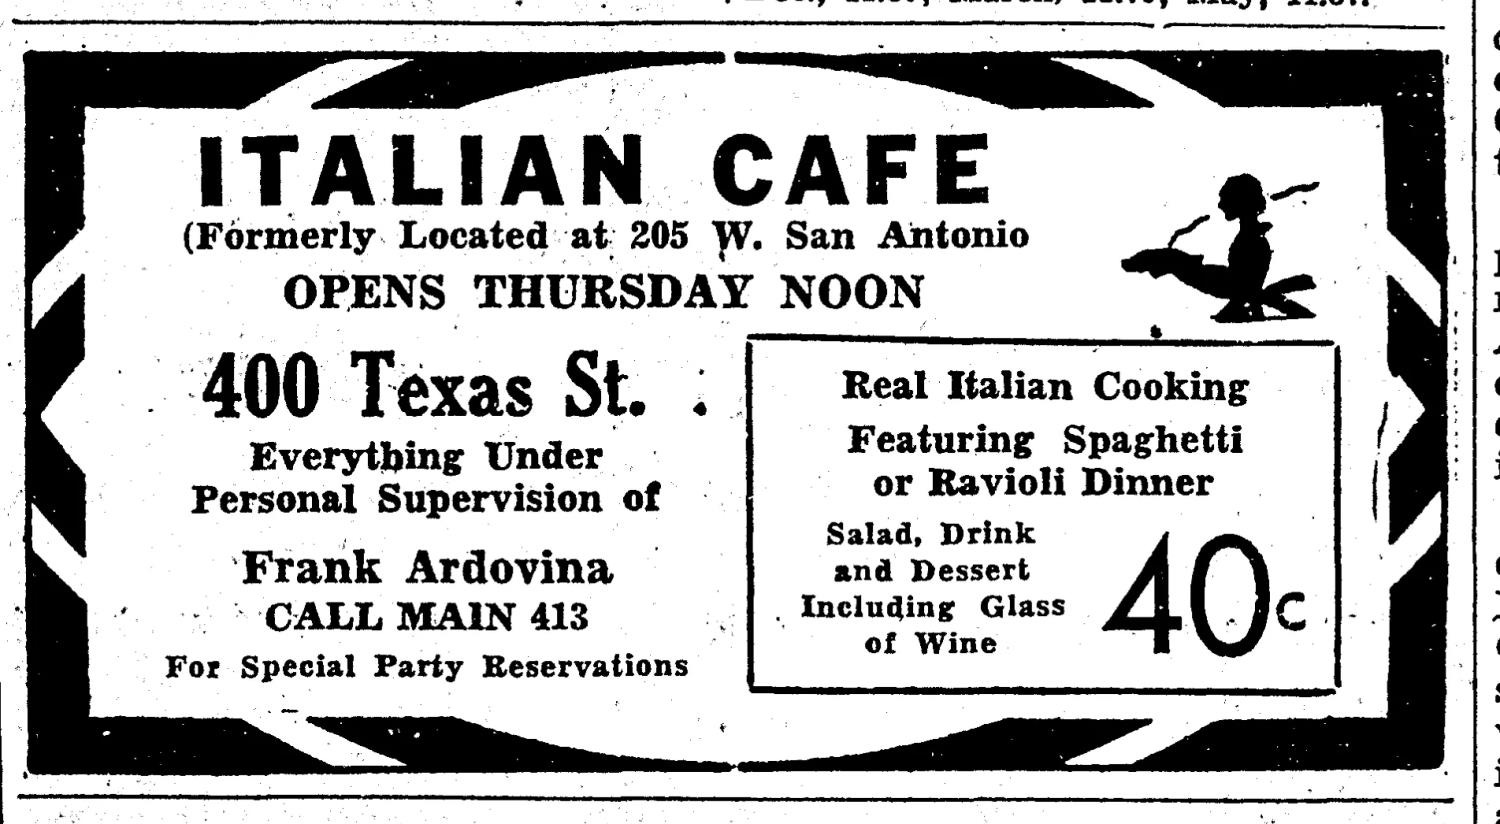 ITALIAN CAFE
(Formerly Located at 205 W. San Antonio
OPENS THURSDAY NOON
400 Texas St.
Everything Under
Personal Supervision of
Frank Ardovina
CALL MAIN 413
For Special Party Reservations
Real Italian Cooking
Featuring Spaghetti
or Ravioli Dinner
Salad, Drink
and Dessert
Including Glass
of Wine
40c